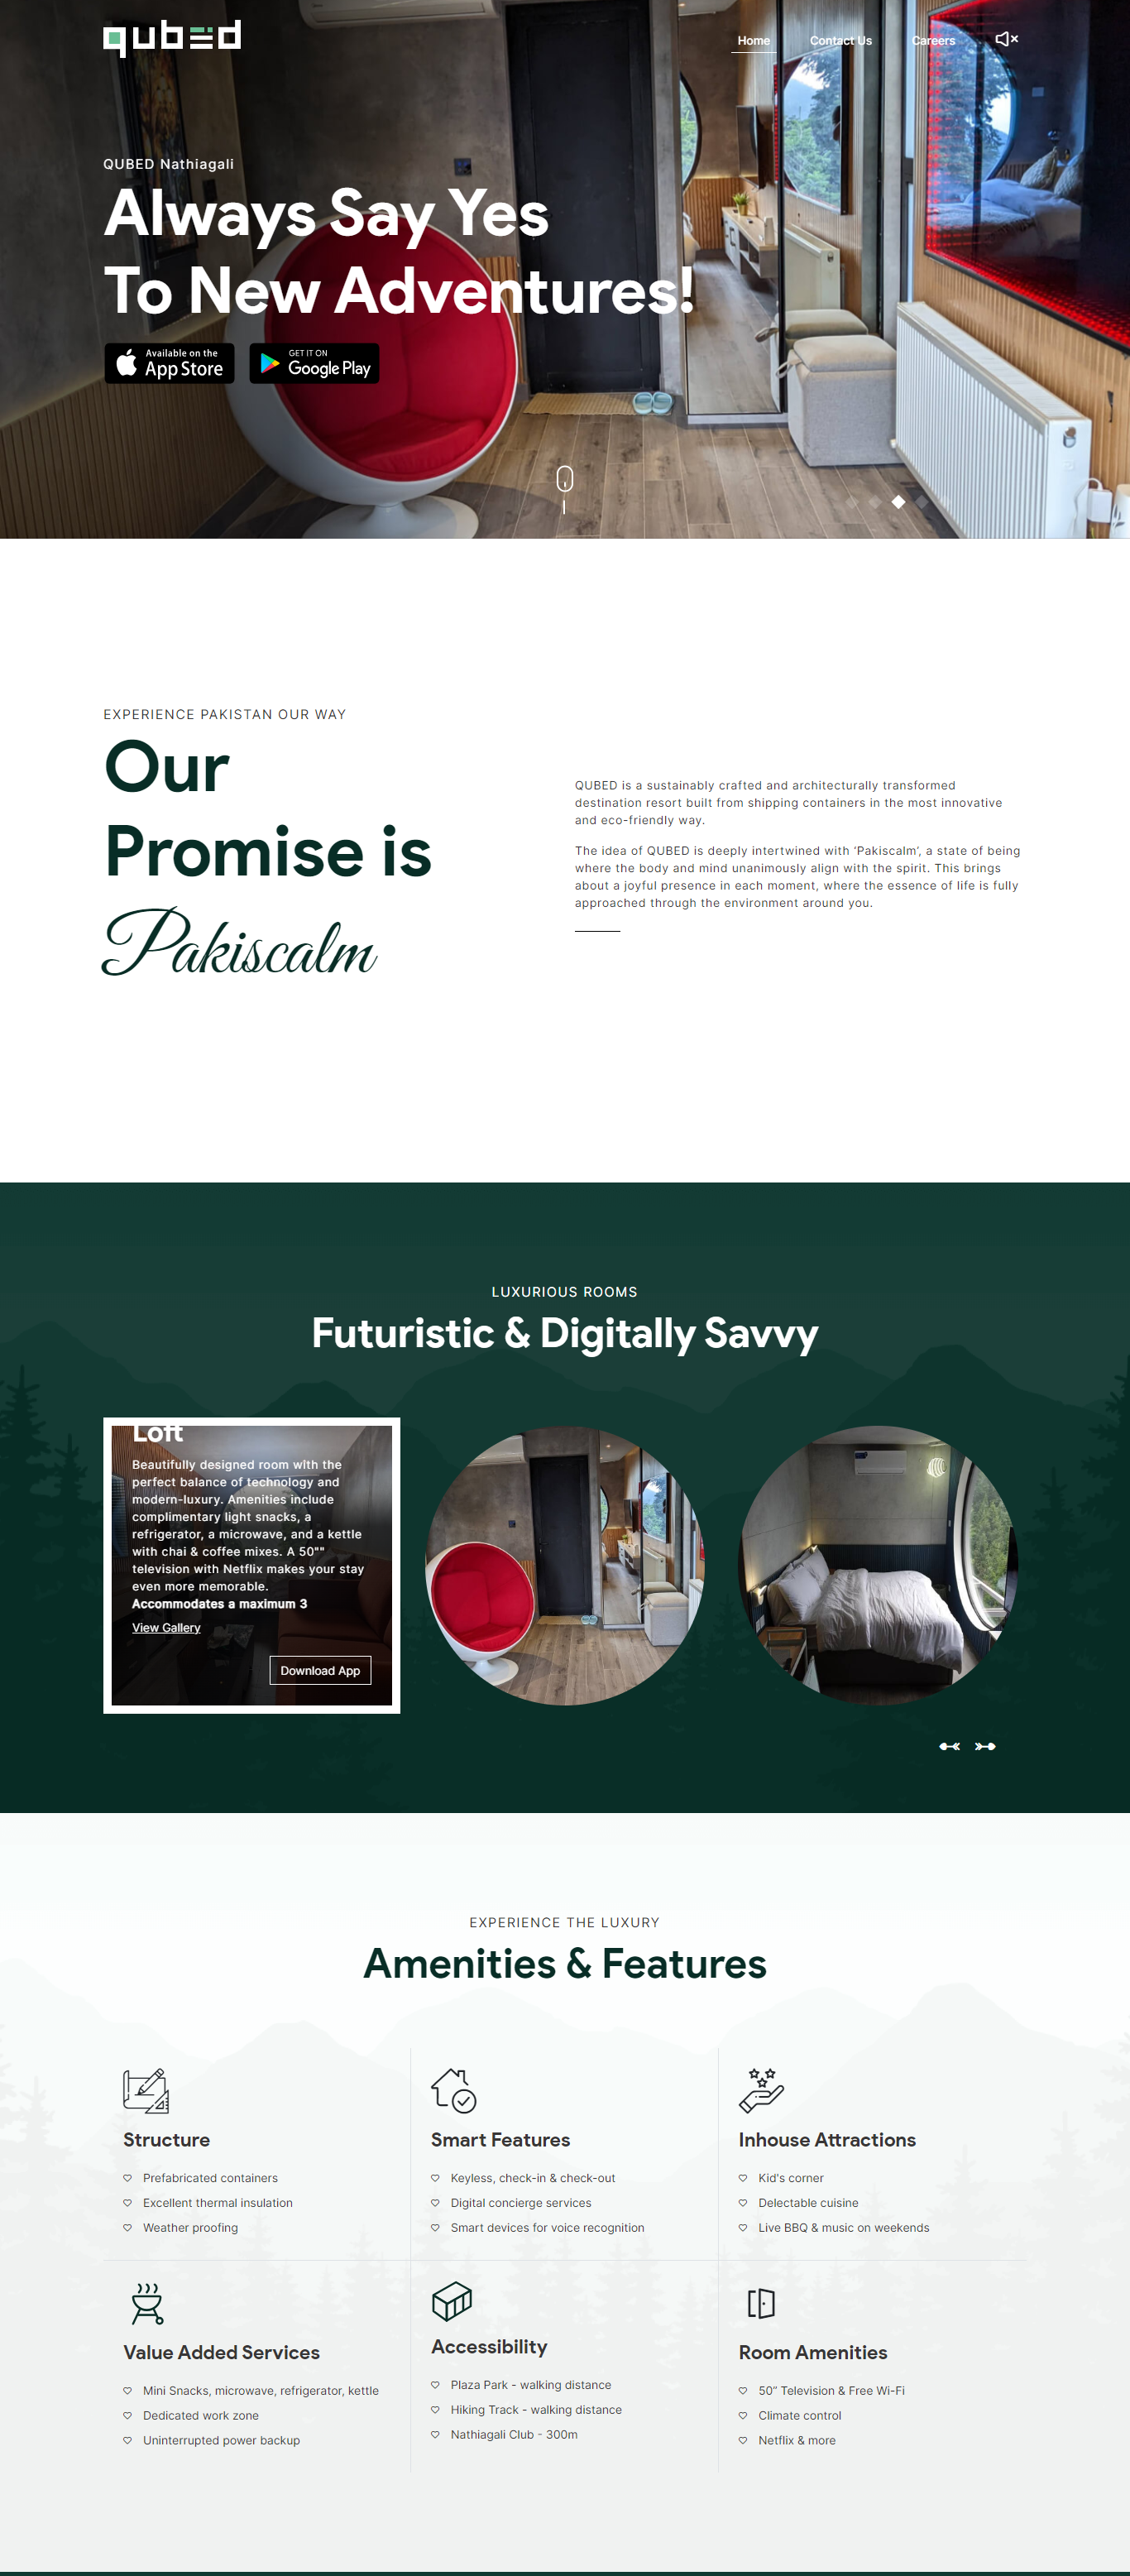 qubed
Home
Contact Us
Careers
QUBED Nathiagali
Always Say Yes
To New Adventures!
Available on the
App Store
GET IT ON
Google Play
EXPERIENCE PAKISTAN OUR WAY
Our
Promise is
Pakiscalm
QUBED is a sustainably crafted and architecturally transformed
destination resort built from shipping containers in the most innovative
and eco-friendly way.
The idea of QUBED is deeply intertwined with ‘Pakiscalm’, a state of being
where the body and mind unanimously align with the spirit. This brings
about a joyful presence in each moment, where the essence of life is fully
approached through the environment around you.
LUXURIOUS ROOMS
Futuristic & Digitally Savvy
Loft
Beautifully designed room with the
perfect balance of technology and
modern-luxury. Amenities include
complimentary light snacks, a
refrigerator, a microwave, and a kettle
with chai & coffee mixes. A 50""
television with Netflix makes your stay
even more memorable.
Accommodates a maximum 3
View Gallery
Download App
EXPERIENCE THE LUXURY
Amenities & Features
Structure
Prefabricated containers
Excellent thermal insulation
Weather proofing
Smart Features
Keyless, check-in & check-out
Digital concierge services
Smart devices for voice recognition
Inhouse Attractions
Kid's corner
Delectable cuisine
Live BBQ & music on weekends
Value Added Services
Mini Snacks, microwave, refrigerator, kettle
Dedicated work zone
Uninterrupted power backup
Accessibility
Plaza Park - walking distance
Hiking Track - walking distance
Nathiagali Club - 300m
Room Amenities
50” Television & Free Wi-Fi
Climate control
Netflix & more